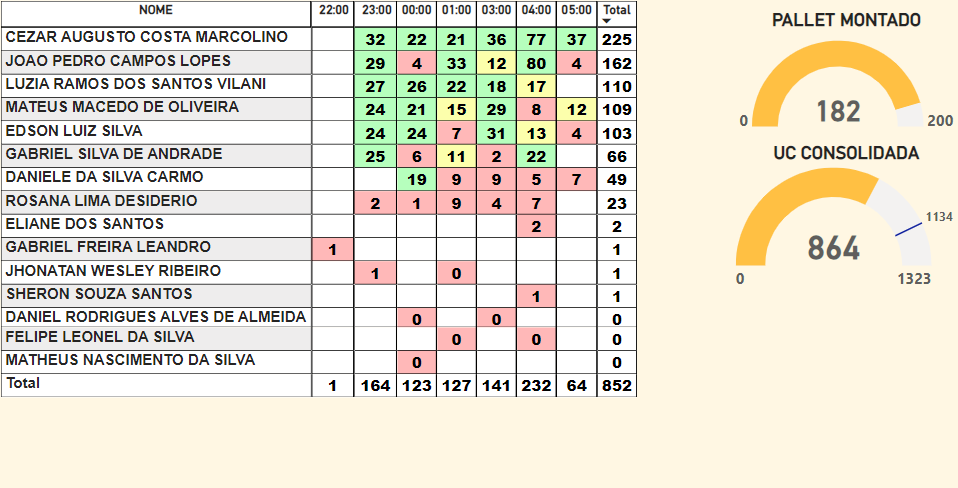 NOME 22:00 23:00 00:00 01:00 03:00 04:00 05:00 Total
CEZAR AUGUSTO COSTA MARCOLINO 32 22 21 36 77 37 225
JOAO PEDRO CAMPOS LOPES 29 4 33 12 80 4 162
LUZIA RAMOS DOS SANTOS VILANI 27 26 22 18 17 110
MATEUS MACEDO DE OLIVEIRA 24 21 15 29 8 12 109
EDSON LUIZ SILVA 24 24 7 31 13 4 103
GABRIEL SILVA DE ANDRADE 25 6 11 2 22 66
DANIELE DA SILVA CARMO 19 9 9 5 7 49
ROSANA LIMA DESIDERIO 2 1 9 4 7 23
ELIANE DOS SANTOS 2 2
GABRIEL FREIRA LEANDRO 1 1
JHONATAN WESLEY RIBEIRO 1 0 1
SHERON SOUZA SANTOS 1 1
DANIEL RODRIGUES ALVES DE ALMEIDA 0 0 0
FELIPE LEONEL DA SILVA 0 0 0
MATHEUS NASCIMENTO DA SILVA 0 0
Total 1 164 123 127 141 232 64 852
PALLET MONTADO
182
0 200
UC CONSOLIDADA
1134
864
0 1323